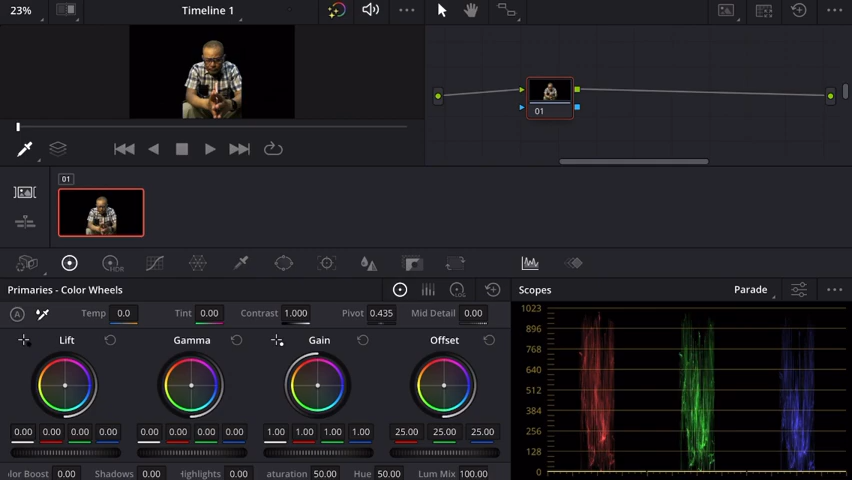 23%
Timeline 1
01
01
HDR
LOG
Primaries - Color Wheels
Scopes
Parade
A
Temp 0.0
Tint 0.00
Contrast 1.000
Pivot 0.435
Mid Detail 0.00
Lift
Gamma
Gain
Offset
0.00 0.00 0.00 0.00
0.00 0.00 0.00 0.00
1.00 1.00 1.00 1.00
25.00 25.00 25.00
olor Boost 0.00
Shadows 0.00
Highlights 0.00
aturation 50.00
Hue 50.00
Lum Mix 100.00
1023
896
768
640
512
384
256
128
0